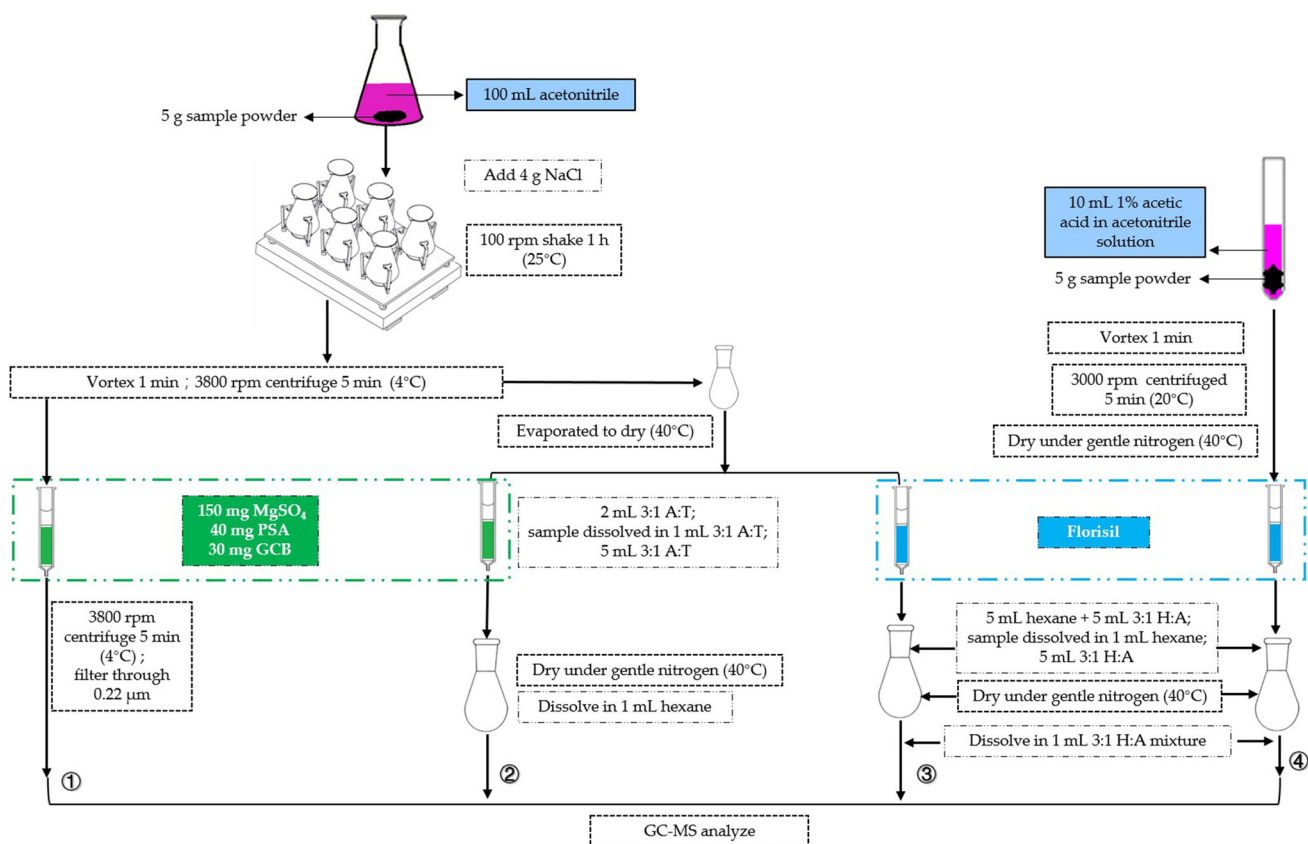 100 mL acetonitrile
5 g sample powder
Add 4 g NaCl
100 rpm shake 1 h
(25°C)
10 mL 1% acetic
acid in acetonitrile
solution
5 g sample powder
Vortex 1 min
3000 rpm centrifuged
5 min (20°C)
Dry under gentle nitrogen (40°C)
Vortex 1 min ; 3800 rpm centrifuge 5 min (4°C)
Evaporated to dry (40°C)
150 mg MgSO₄
40 mg PSA
30 mg GCB
2 mL 3:1 A:T;
sample dissolved in 1 mL 3:1 A:T;
5 mL 3:1 A:T
Florisil
3800 rpm
centrifuge 5 min
(4°C) ;
filter through
0.22 μm
Dry under gentle nitrogen (40°C)
Dissolve in 1 mL hexane
5 mL hexane + 5 mL 3:1 H:A;
sample dissolved in 1 mL hexane;
5 mL 3:1 H:A
Dry under gentle nitrogen (40°C)
Dissolve in 1 mL 3:1 H:A mixture
①
②
③
④
GC-MS analyze